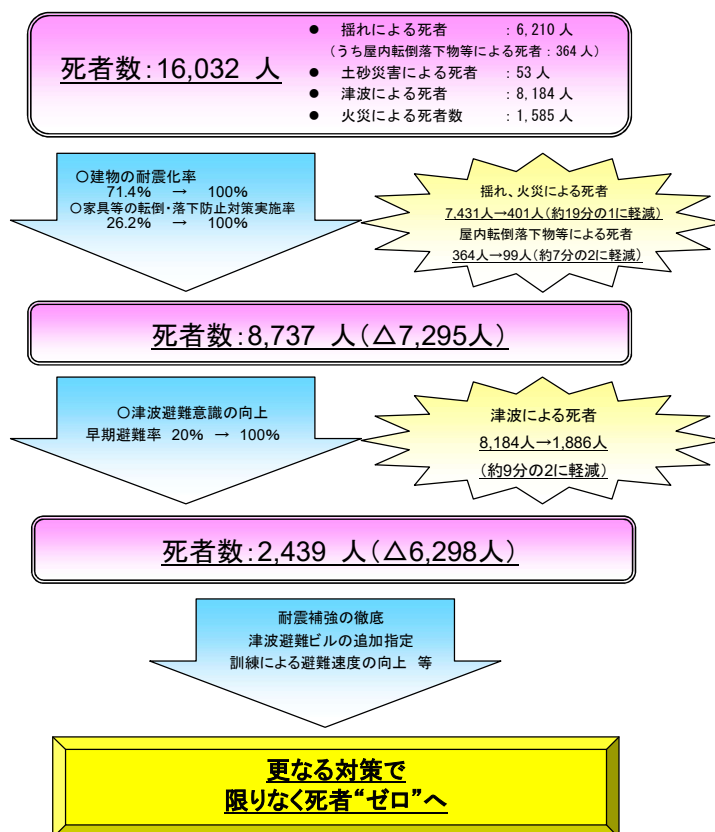 死者数：16,032 人
● 揺れによる死者 ：6,210 人
（うち屋内転倒落下物等による死者：364 人）
● 土砂災害による死者 ：53 人
● 津波による死者 ：8,184 人
● 火災による死者数 ：1,585 人
○建物の耐震化率
71.4% → 100%
○家具等の転倒・落下防止対策実施率
26.2% → 100%
揺れ、火災による死者
7.431人→401人（約19分の1に軽減）
屋内転倒落下物等による死者
364人→99人（約7分の2に軽減）
死者数：8,737 人（△7,295人）
○津波避難意識の向上
早期避難率 20% → 100%
津波による死者
8,184人→1,886人
（約9分の2に軽減）
死者数：2,439 人（△6,298人）
耐震補強の徹底
津波避難ビルの追加指定
訓練による避難速度の向上 等
更なる対策で
限りなく死者“ゼロ”へ